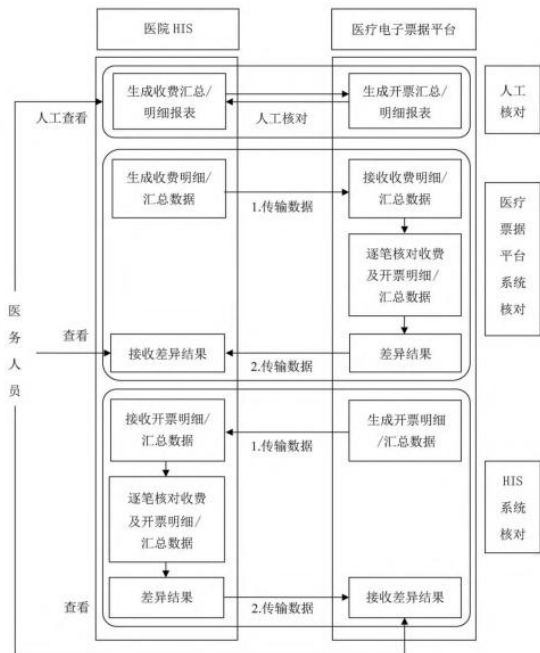 医院 HIS
医疗电子票据平台
生成收费汇总/
明细报表
生成开票汇总/
明细报表
人工
核对
人工查看
人工核对
生成收费明细/
汇总数据
1.传输数据
接收收费明细/
汇总数据
逐笔核对收费
及开票明细/
汇总数据
医疗
票据
平台
系统
核对
医
务
人
员
查看
接收差异结果
2.传输数据
差异结果
接收开票明细/
汇总数据
1.传输数据
生成开票明细
/汇总数据
逐笔核对收费
及开票明细/
汇总数据
HIS
系统
核对
查看
差异结果
2.传输数据
接收差异结果